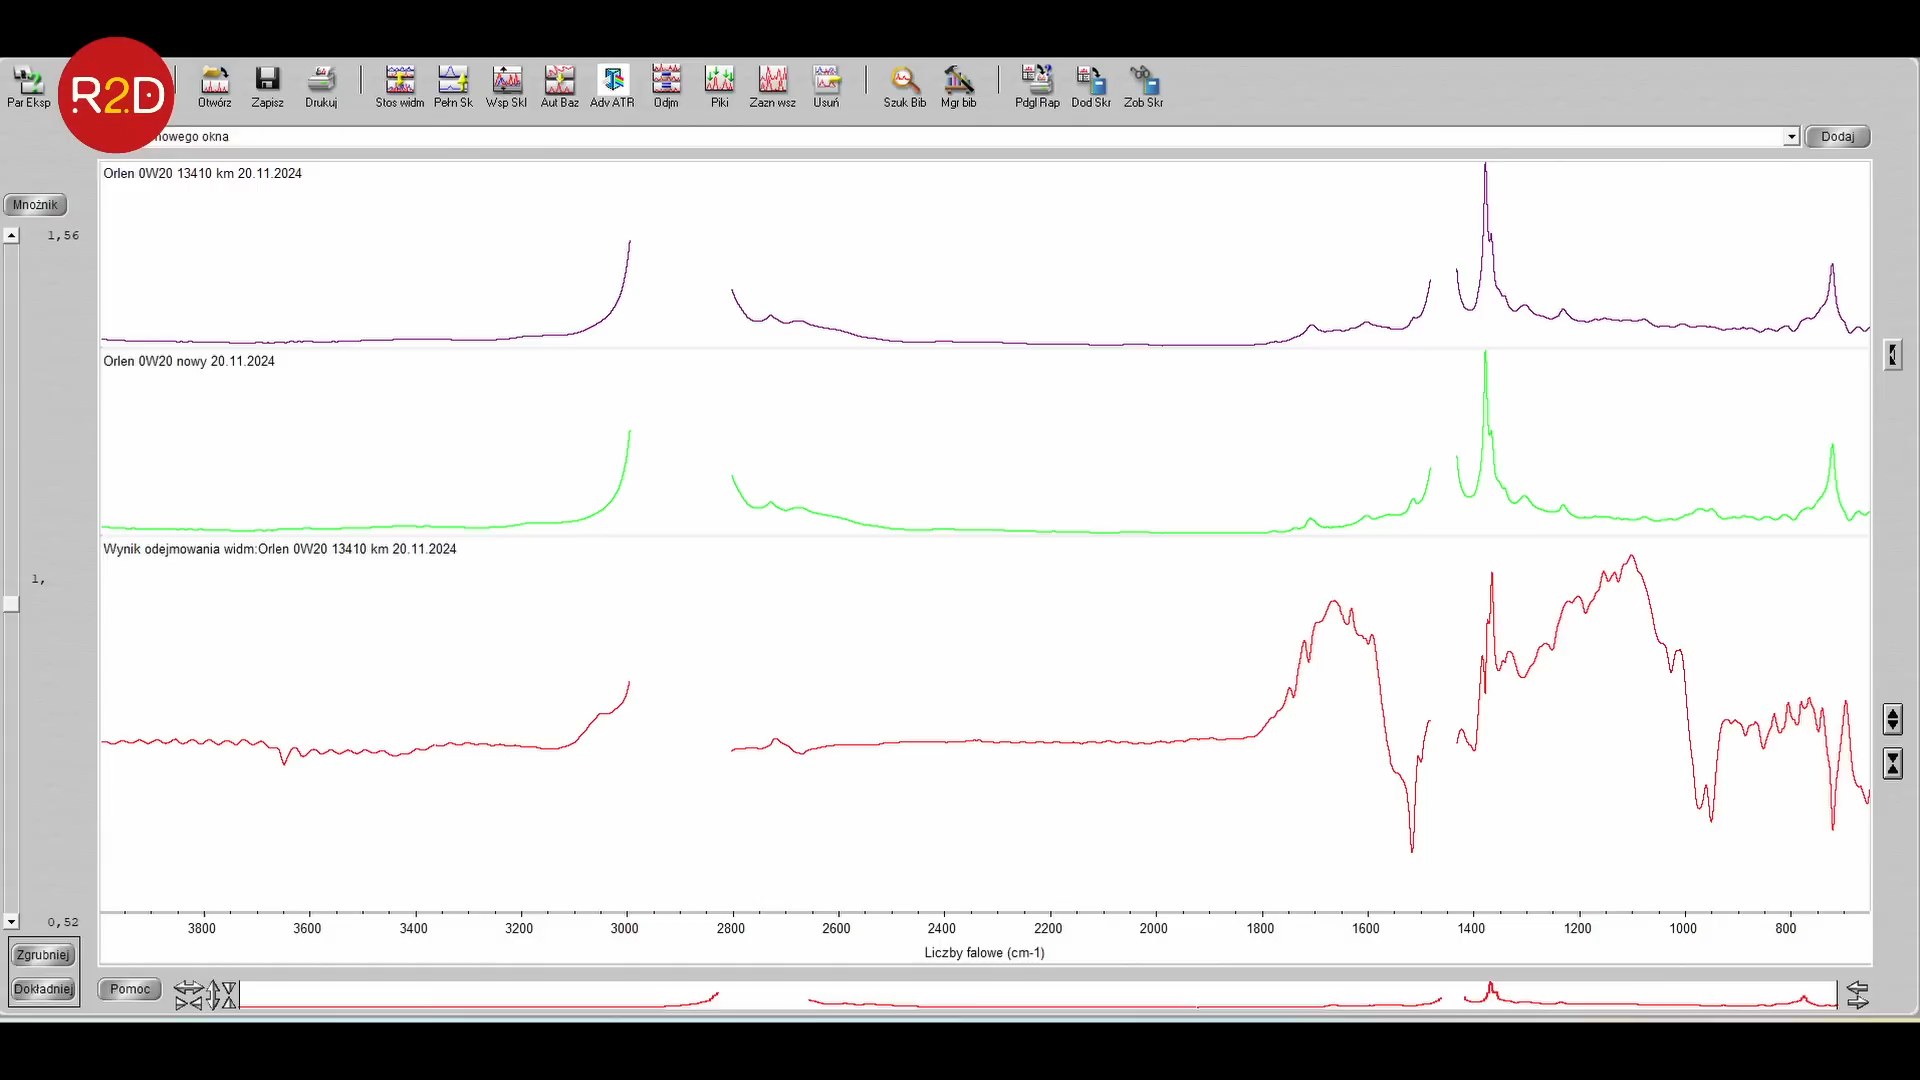 R2D
Par Eksp Otwórz Zapisz Drukuj Stos widm Pełn Sk Wsp Skl Aut Baz Adv ATR Odjm Piki Zazn wsz Usuń Szuk Bib Mgr bib Pdgl Rap Dod Skr Zob Skr
nowego okna Dodaj
Orlen 0W20 13410 km 20.11.2024
Mnożnik
1,56
Orlen 0W20 nowy 20.11.2024
Wynik odejmowania widm:Orlen 0W20 13410 km 20.11.2024
1,
0,52
3800 3600 3400 3200 3000 2800 2600 2400 2200 2000 1800 1600 1400 1200 1000 800
Liczby falowe (cm-1)
Zgrubniej
Dokładniej
Pomoc